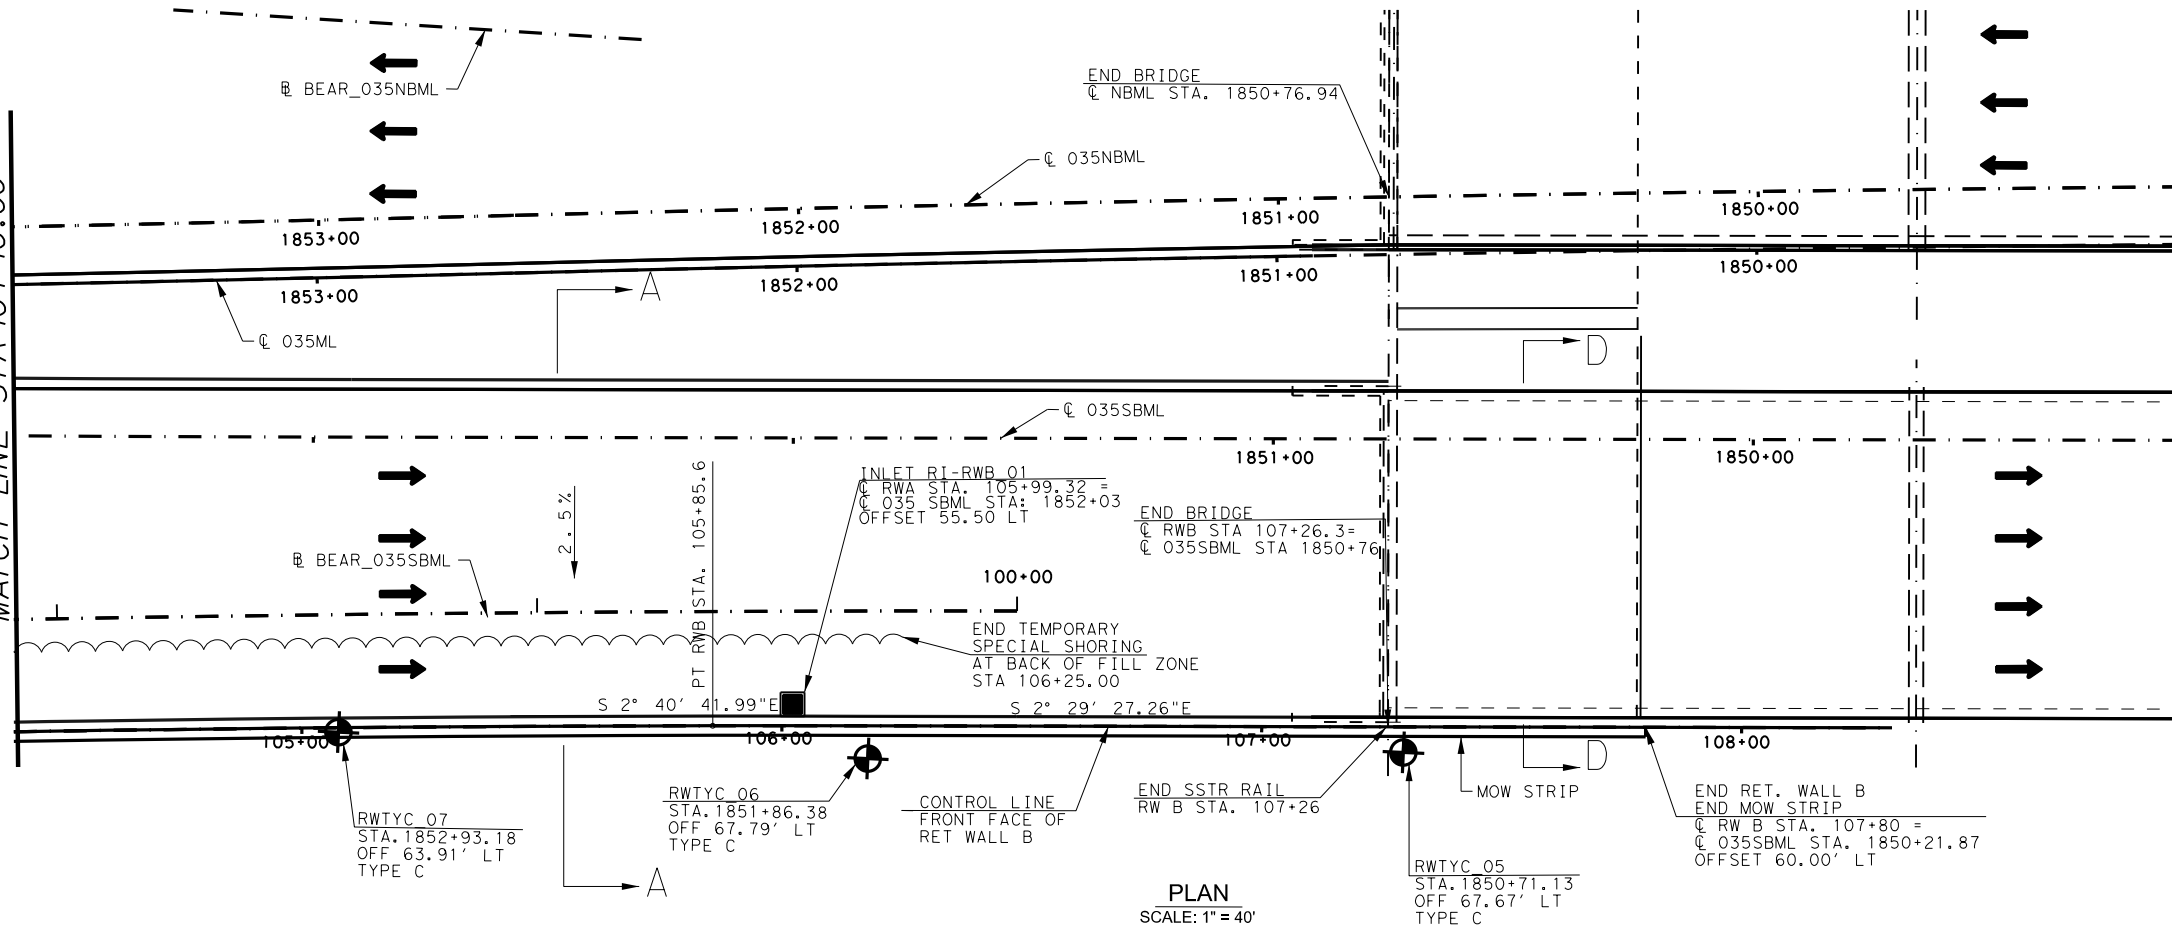 BEAR_035NBML
END BRIDGE
℄ NBML STA. 1850+76.94
℄ 035NBML
1853+00
1852+00
1851+00
1850+00
1853+00
1852+00
1851+00
1850+00
A
℄ 035ML
D
℄ 035SBML
1851+00
1850+00
MATCH LINE STA
2.5%
PT RWB STA. 105+85.6
INLET RI-RWB_01
℄ RWA STA. 105+99.32 =
℄ 035 SBML STA: 1852+03
OFFSET 55.50 LT
END BRIDGE
℄ RWB STA 107+26.3=
℄ 035SBML STA 1850+76
BEAR_035SBML
100+00
END TEMPORARY
SPECIAL SHORING
AT BACK OF FILL ZONE
STA 106+25.00
S 2° 40' 41.99"E
S 2° 29' 27.26"E
105+00
106+00
107+00
108+00
D
RWTYC_07
STA.1852+93.18
OFF 63.91' LT
TYPE C
RWTYC_06
STA.1851+86.38
OFF 67.79' LT
TYPE C
CONTROL LINE
FRONT FACE OF
RET WALL B
END SSTR RAIL
RW B STA. 107+26
MOW STRIP
END RET. WALL B
END MOW STRIP
℄ RW B STA. 107+80 =
℄ 035SBML STA. 1850+21.87
OFFSET 60.00' LT
RWTYC_05
STA.1850+71.13
OFF 67.67' LT
TYPE C
A
PLAN
SCALE: 1" = 40'